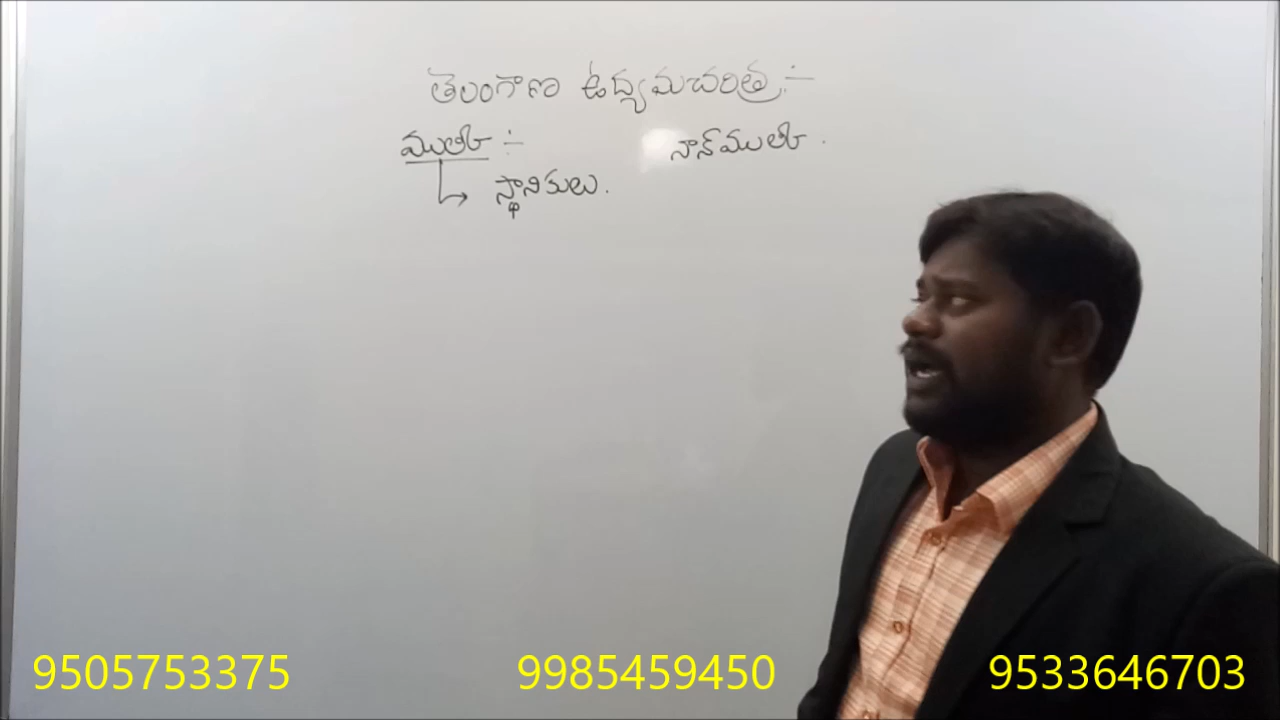 తెలంగాణ ఉద్యమచరిత్ర :-
ముల్కీ :- నాన్ముల్కీ .
→ స్థానికులు .
9505753375 9985459450 9533646703